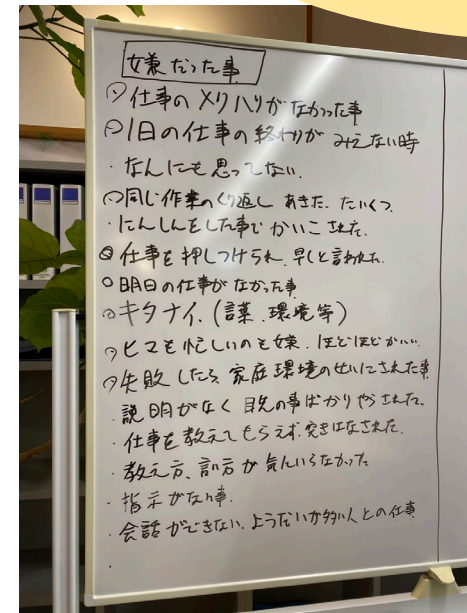 嫌だった事
仕事のメリハリがなかった事
1日の仕事の終わりがみえない時
・なんにも思ってない.
同じ作業のくり返し あきた.たいくつ.
・にんしんをした事でかいこされた.
仕事を押しつけられ.早しと言われた.
明日の仕事がなかった事
キタナイ.(言葉.環境等)
ヒマも忙しいのも嫌.ほどほどがいい.
失敗したら家庭環境のせいにされた事
・説明がなく目先の事ばかりやらされた.
・仕事を教えてもらえず.突きはなされた.
・教え方、言い方が気にいらなかった
・指示がない事.
・会話ができない.ようだいが多い人との仕事